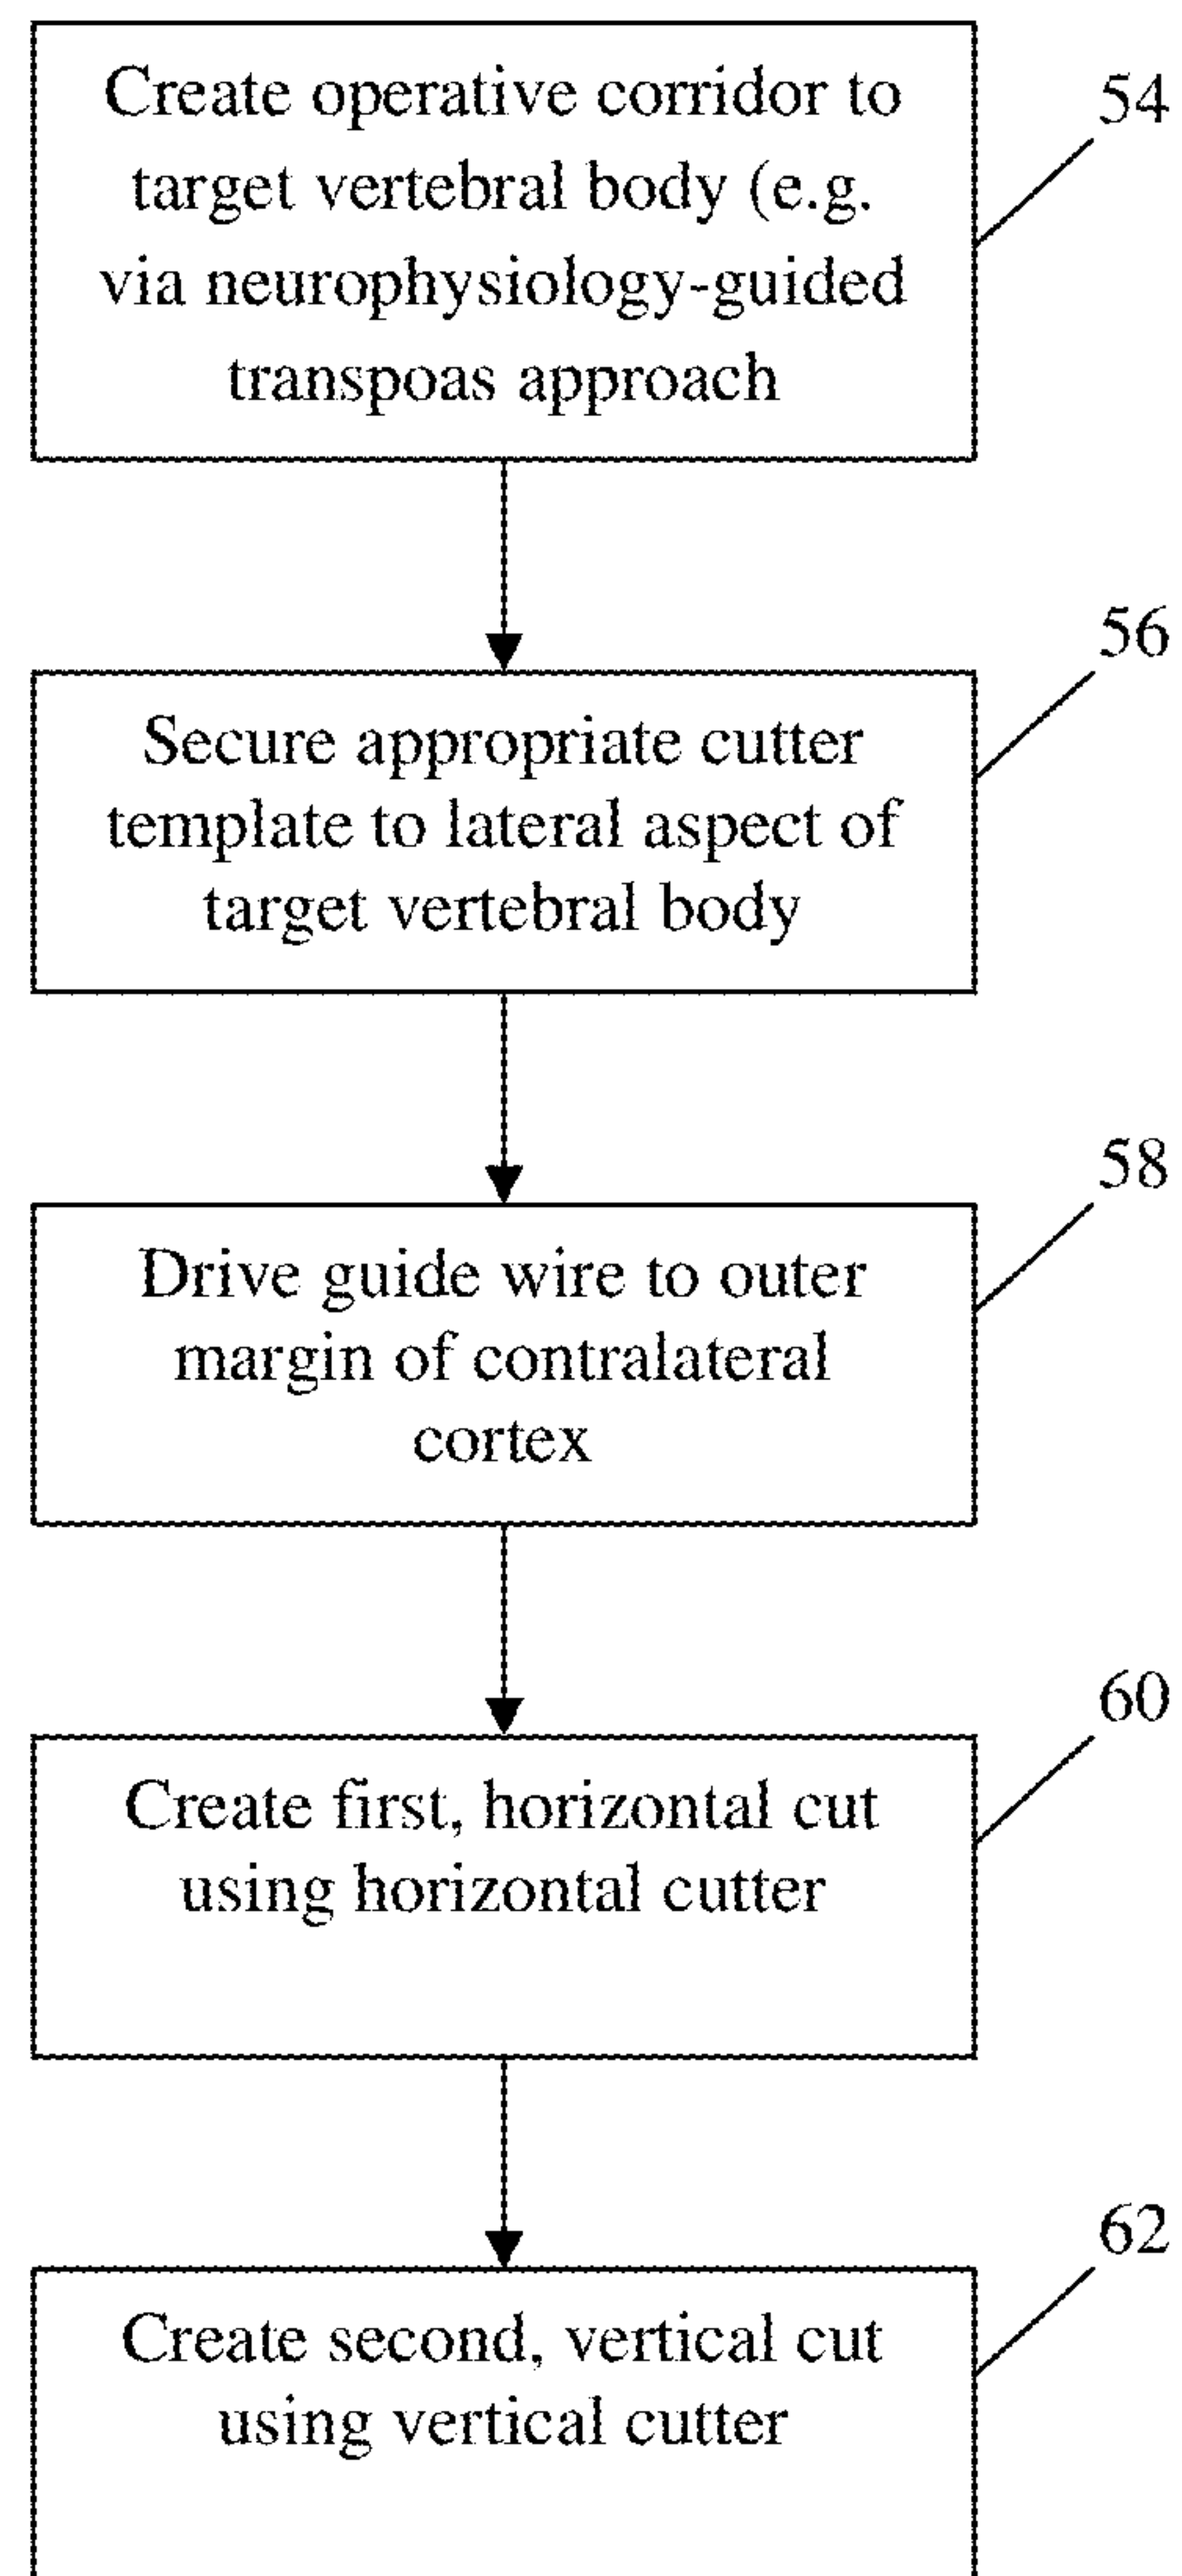 Create operative corridor to
54
target vertebral body (e.g.
via neurophysiology-guided
transpoas approach
56
Secure appropriate cutter
template to lateral aspect of
target vertebral body
58
Drive guide wire to outer
margin of contralateral
cortex
60
Create first, horizontal cut
using horizontal cutter
62
Create second, vertical cut
using vertical cutter